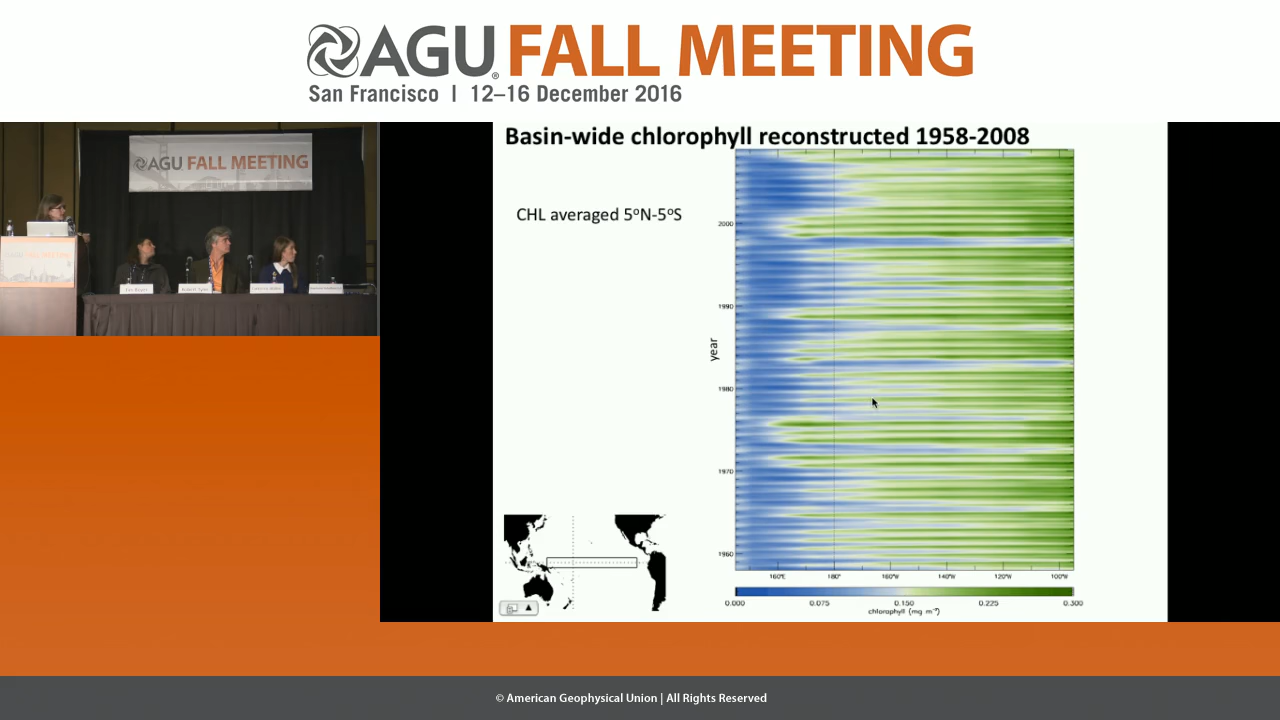 AGU® FALL MEETING
San Francisco | 12–16 December 2016
AGU FALL MEETING
Basin-wide chlorophyll reconstructed 1958-2008
CHL averaged 5°N-5°S
2000
1990
year
1980
1970
1960
160°E 180° 160°W 140°W 120°W 100°W
0.000 0.075 0.150 0.225 0.300
chlorophyll (mg m⁻³)
© American Geophysical Union | All Rights Reserved